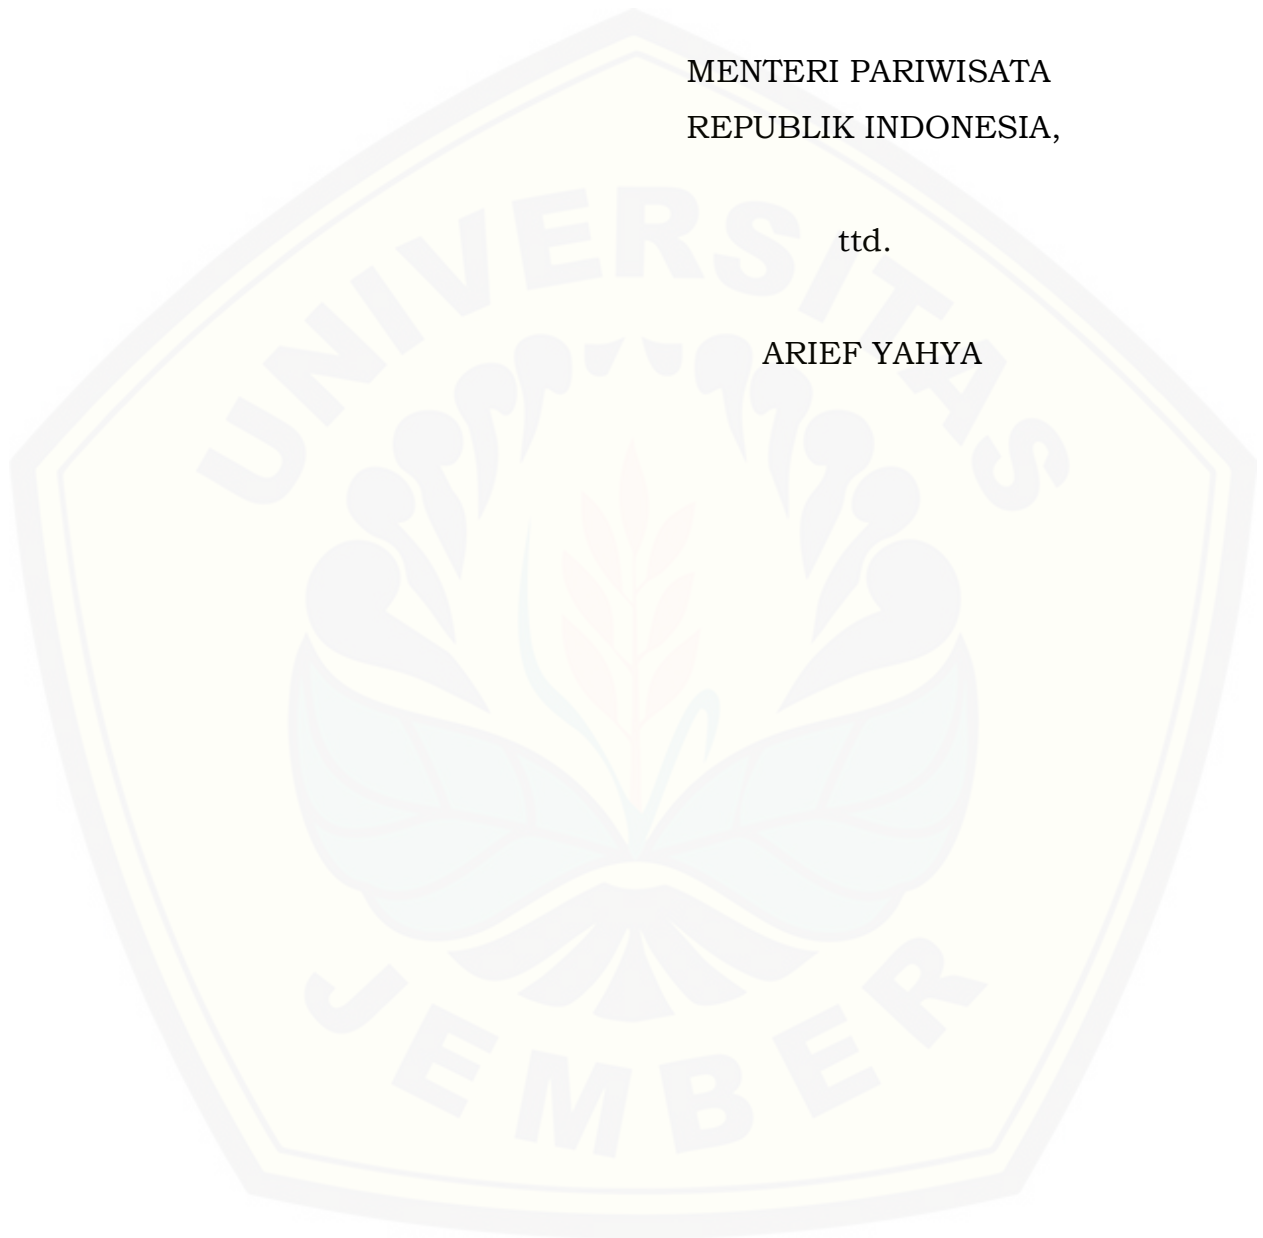 MENTERI PARIWISATA
REPUBLIK INDONESIA,
ttd.
ARIEF YAHYA
UNIVERSITAS
JEMBER